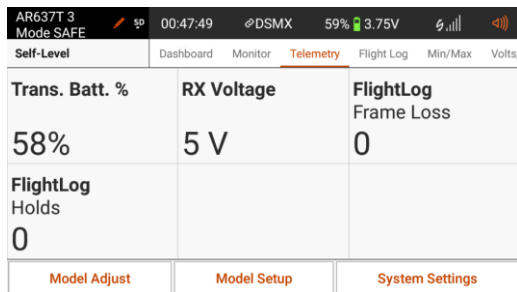 AR637T 3
Mode SAFE
00:47:49
DSMX
59%
3.75V
Self-Level
Dashboard
Monitor
Telemetry
Flight Log
Min/Max
Volts
Trans. Batt. %
58%
RX Voltage
5 V
FlightLog
Frame Loss
0
FlightLog
Holds
0
Model Adjust
Model Setup
System Settings